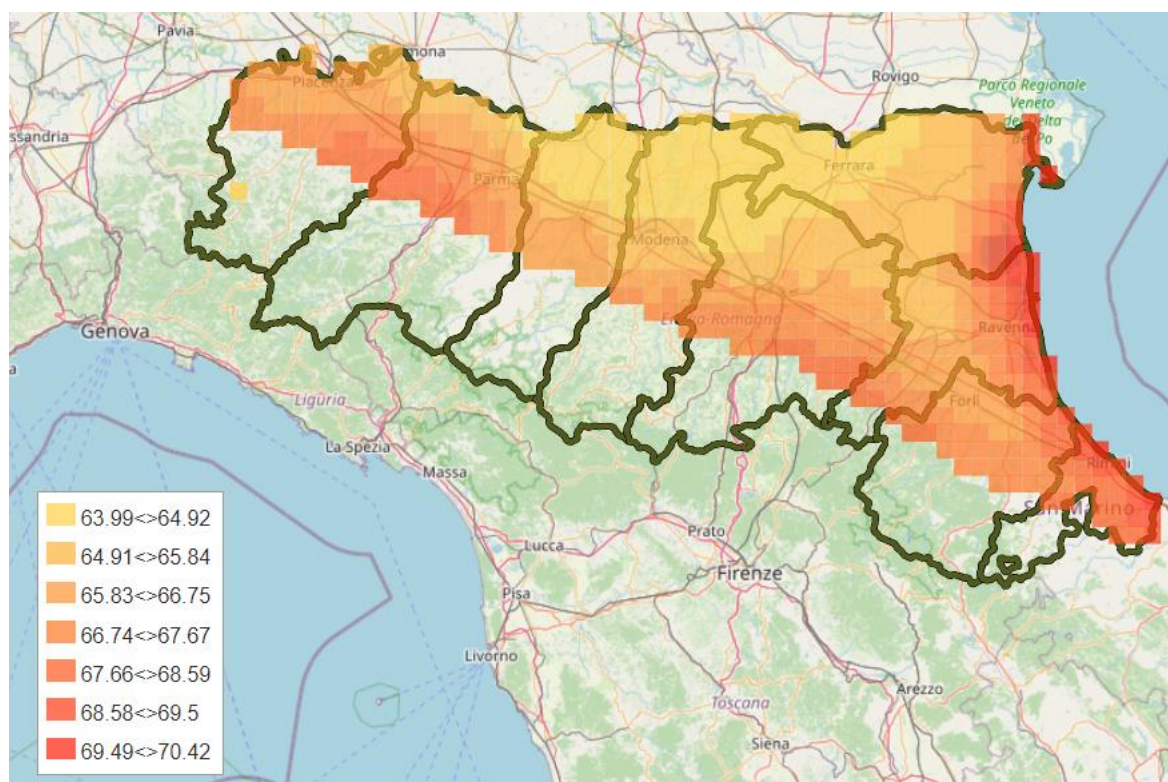 Pavia
mona
Rovigo
Piacenza
Parco Regionale
Veneto
del Delta
del Po
ssandria
Ferrara
Parma
Modena
Genova
Emilia-Romagna
Ravenna
Liguria
Forlì
La Spezia
Rimini
Massa
San Marino
Prato
Lucca
Firenze
Pisa
Livorno
Arezzo
Toscana
Siena
a
63.99<>64.92
64.91<>65.84
65.83<>66.75
66.74<>67.67
67.66<>68.59
68.58<>69.5
69.49<>70.42